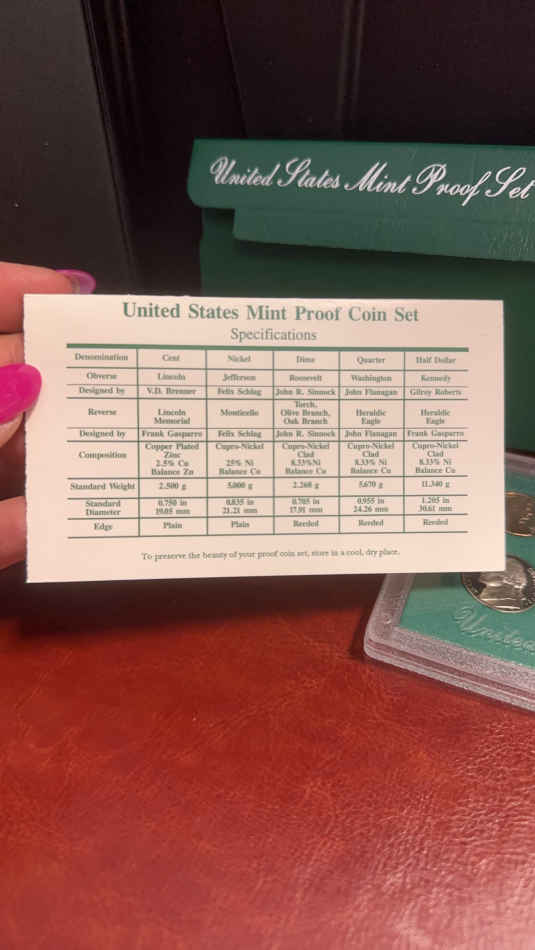 United States Mint Proof Set
United States Mint Proof Coin Set
Specifications
Denomination Cent Nickel Dime Quarter Half Dollar
Obverse Lincoln Jefferson Roosevelt Washington Kennedy
Designed by V.D. Brenner Felix Schlag John R. Sinnock John Flanagan Gilroy Roberts
Reverse Lincoln Memorial Monticello Torch, Olive Branch, Oak Branch Heraldic Eagle Heraldic Eagle
Designed by Frank Gasparro Felix Schlag John R. Sinnock John Flanagan Frank Gasparro
Composition Copper Plated Zinc 2.5% Cu Balance Zn Cupro-Nickel 25% Ni Balance Cu Cupro-Nickel Clad 8.33%Ni Balance Cu Cupro-Nickel Clad 8.33% Ni Balance Cu Cupro-Nickel Clad 8.33% Ni Balance Cu
Standard Weight 2.500 g 5.000 g 2.268 g 5.670 g 11.340 g
Standard Diameter 0.750 in 19.05 mm 0.835 in 21.21 mm 0.705 in 17.91 mm 0.955 in 24.26 mm 1.205 in 30.61 mm
Edge Plain Plain Reeded Reeded Reeded
To preserve the beauty of your proof coin set, store in a cool, dry place.
United